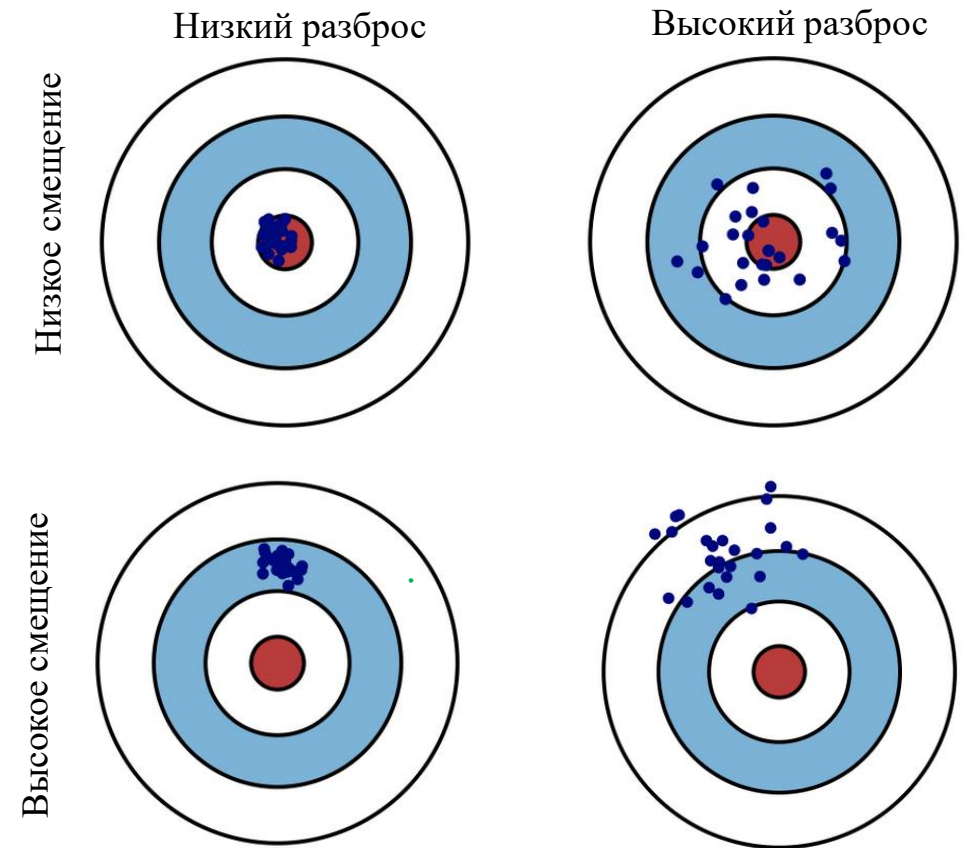 Низкий разброс
Высокий разброс
Низкое смещение
Высокое смещение